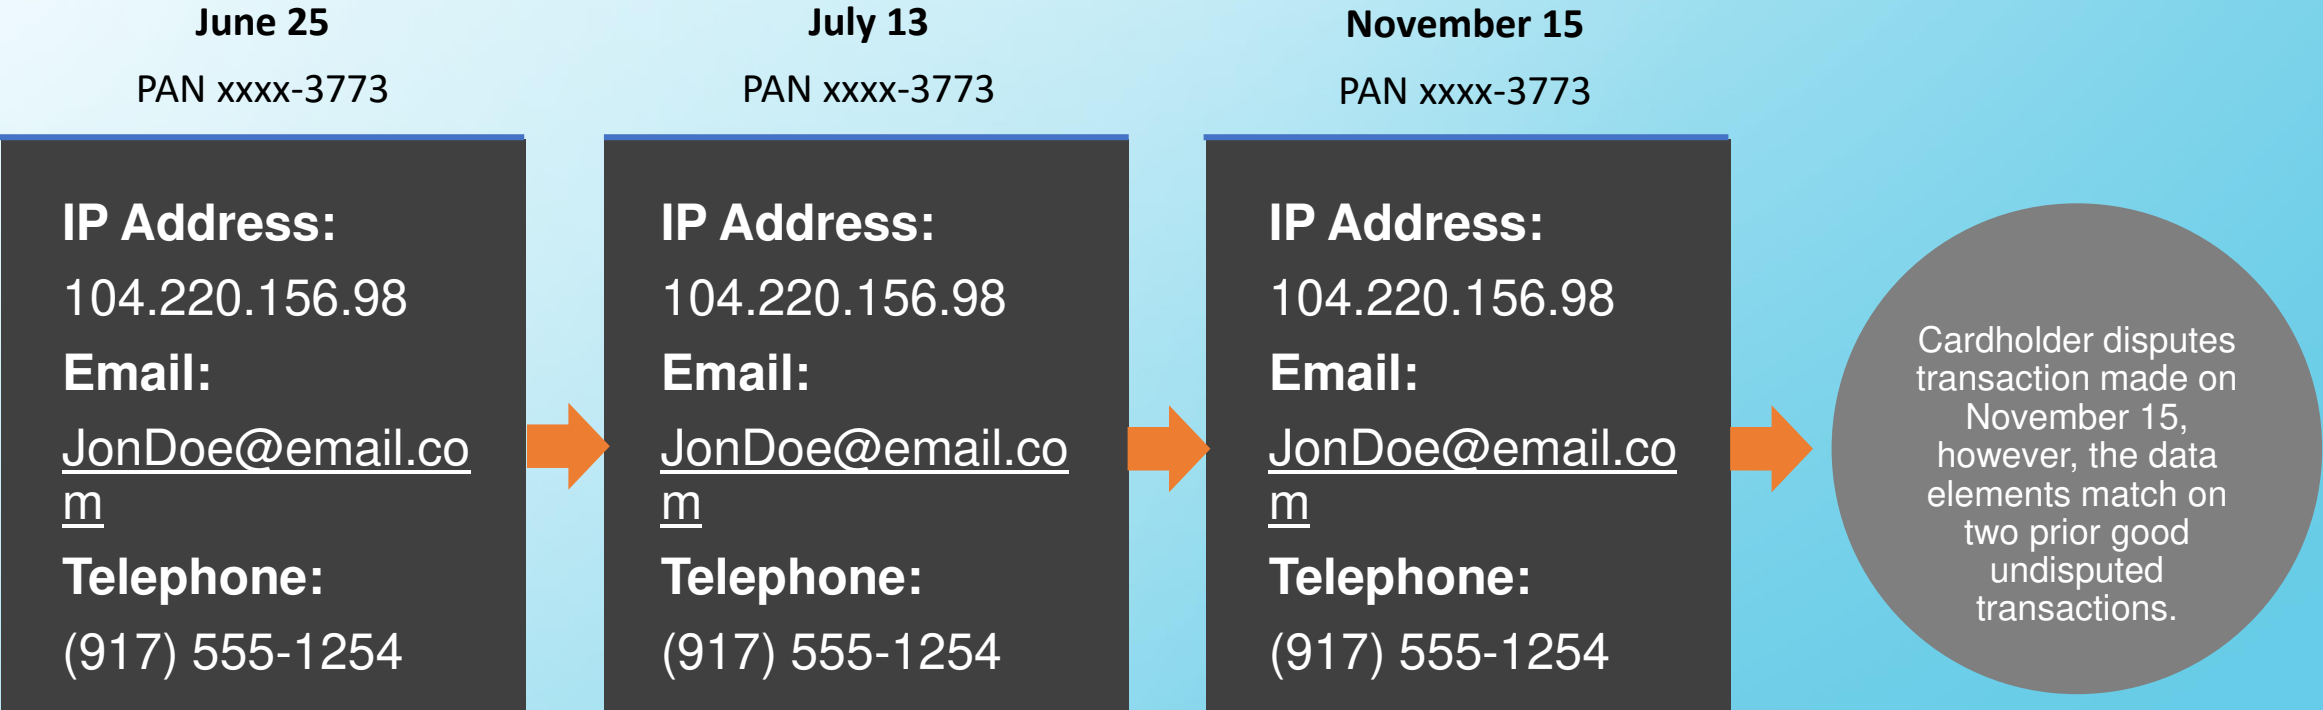 June 25
PAN xxxx-3773
IP Address:
104.220.156.98
Email:
JonDoe@email.co
m
Telephone:
(917) 555-1254
July 13
PAN xxxx-3773
IP Address:
104.220.156.98
Email:
JonDoe@email.co
m
Telephone:
(917) 555-1254
November 15
PAN xxxx-3773
IP Address:
104.220.156.98
Email:
JonDoe@email.co
m
Telephone:
(917) 555-1254
Cardholder disputes
transaction made on
November 15,
however, the data
elements match on
two prior good
undisputed
transactions.